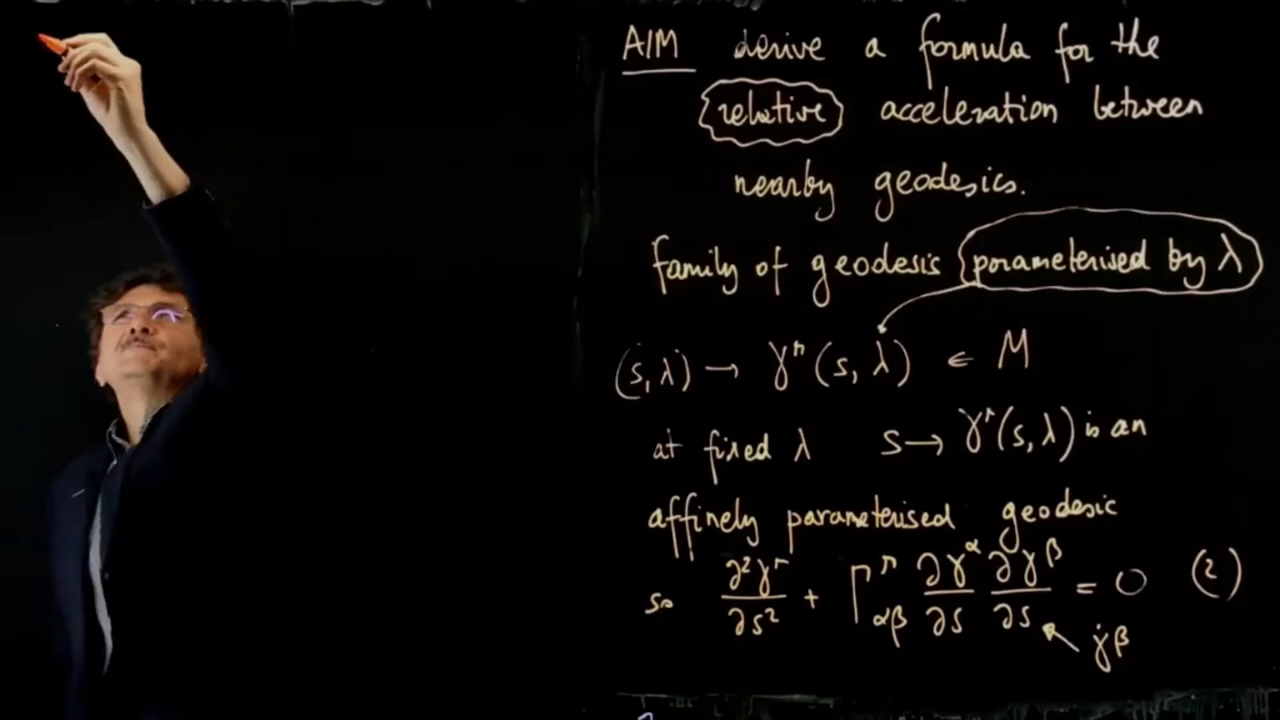 AIM derive a formula for the
relative acceleration between
nearby geodesics.
family of geodesis parameterised by λ
(s,λ) → γ^μ (s, λ) ∈ M
at fixed λ s → γ^μ(s, λ) is an
affinely parameterised geodesic
so ∂²γ^μ/∂s² + Γ^μ_αβ ∂γ^α/∂s ∂γ^β/∂s = 0 (2)
γ̇^β